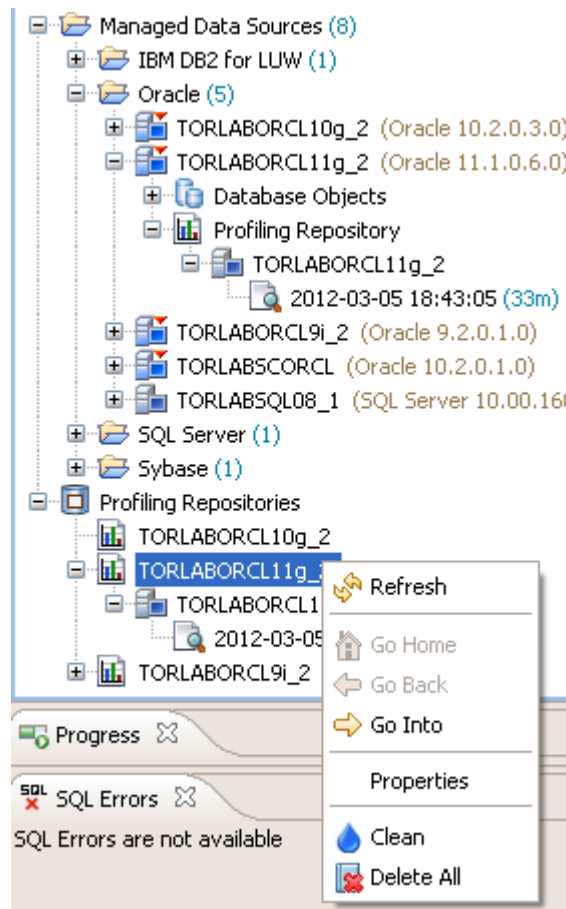 Managed Data Sources (8)
IBM DB2 for LUW (1)
Oracle (5)
TORLABORCL10g_2 (Oracle 10.2.0.3.0)
TORLABORCL11g_2 (Oracle 11.1.0.6.0)
Database Objects
Profiling Repository
TORLABORCL11g_2
2012-03-05 18:43:05 (33m)
TORLABORCL9i_2 (Oracle 9.2.0.1.0)
TORLABSCORCL (Oracle 10.2.0.1.0)
TORLABSQL08_1 (SQL Server 10.00.160
SQL Server (1)
Sybase (1)
Profiling Repositories
TORLABORCL10g_2
TORLABORCL11g_2
TORLABORCL1
2012-03-05
TORLABORCL9i_2
Refresh
Go Home
Go Back
Go Into
Properties
Clean
Delete All
Progress
SQL SQL Errors
SQL Errors are not available